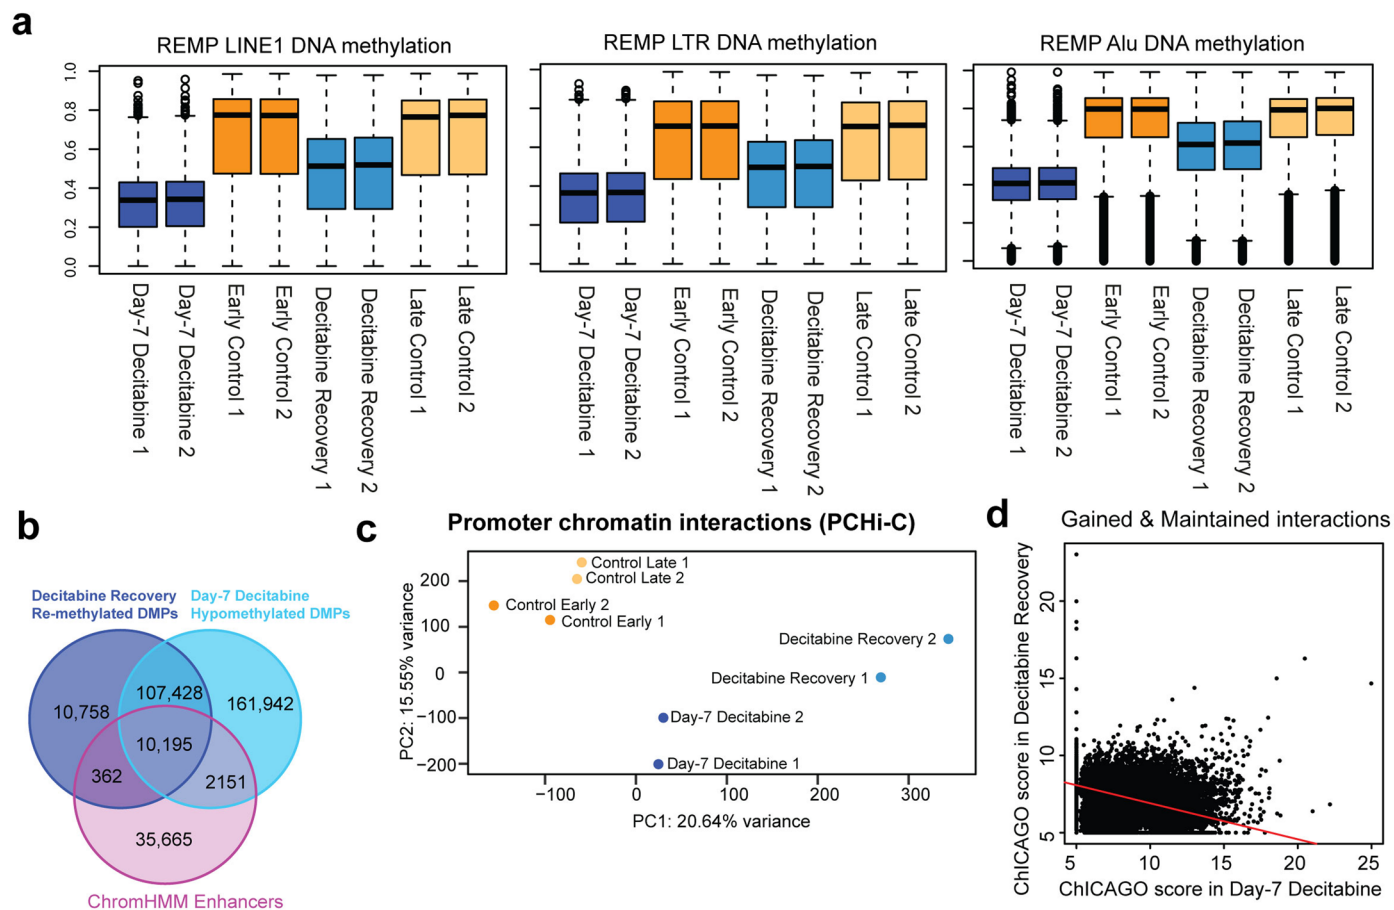 a
REMP LINE1 DNA methylation
REMP LTR DNA methylation
REMP Alu DNA methylation
1.0
0.8
0.6
0.4
0.2
0.0
Day-7 Decitabine 1
Day-7 Decitabine 2
Early Control 1
Early Control 2
Decitabine Recovery 1
Decitabine Recovery 2
Late Control 1
Late Control 2
Day-7 Decitabine 1
Day-7 Decitabine 2
Early Control 1
Early Control 2
Decitabine Recovery 1
Decitabine Recovery 2
Late Control 1
Late Control 2
Day-7 Decitabine 1
Day-7 Decitabine 2
Early Control 1
Early Control 2
Decitabine Recovery 1
Decitabine Recovery 2
Late Control 1
Late Control 2
b
Decitabine Recovery
Re-methylated DMPs
Day-7 Decitabine
Hypomethylated DMPs
107,428
10,758
161,942
10,195
362
2151
35,665
ChromHMM Enhancers
c
Promoter chromatin interactions (PCHi-C)
PC2: 15.55% variance
200
100
0
−100
−200
Control Late 1
Control Late 2
Control Early 2
Control Early 1
Decitabine Recovery 2
Decitabine Recovery 1
Day-7 Decitabine 2
Day-7 Decitabine 1
−100
0
100
200
300
PC1: 20.64% variance
d
Gained & Maintained interactions
ChICAGO score in Decitabine Recovery
20
15
10
5
5
10
15
20
25
ChICAGO score in Day-7 Decitabine